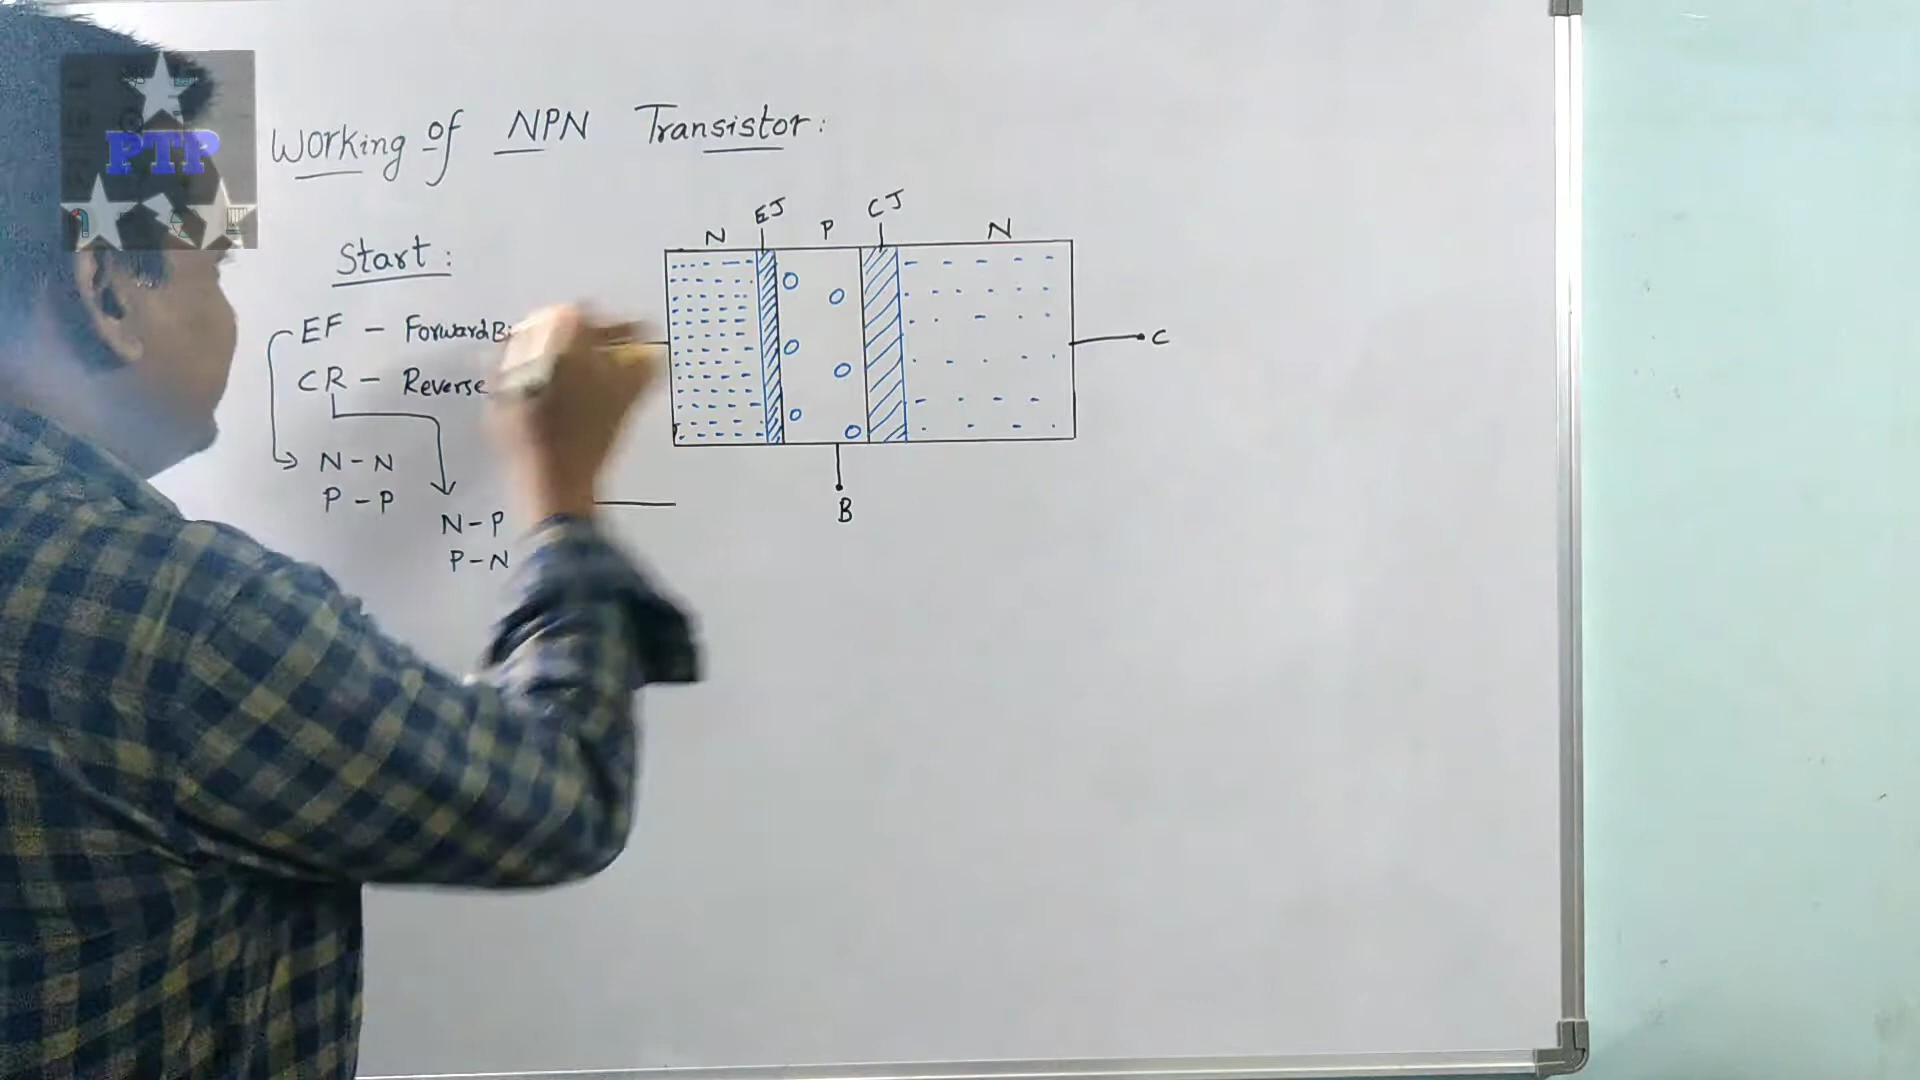 PTP
Working of NPN Transistor:
Start:
EJ
CJ
N
P
N
EF - Forward
CR - Reverse
C
N-N
P-P
N-P
P-N
B